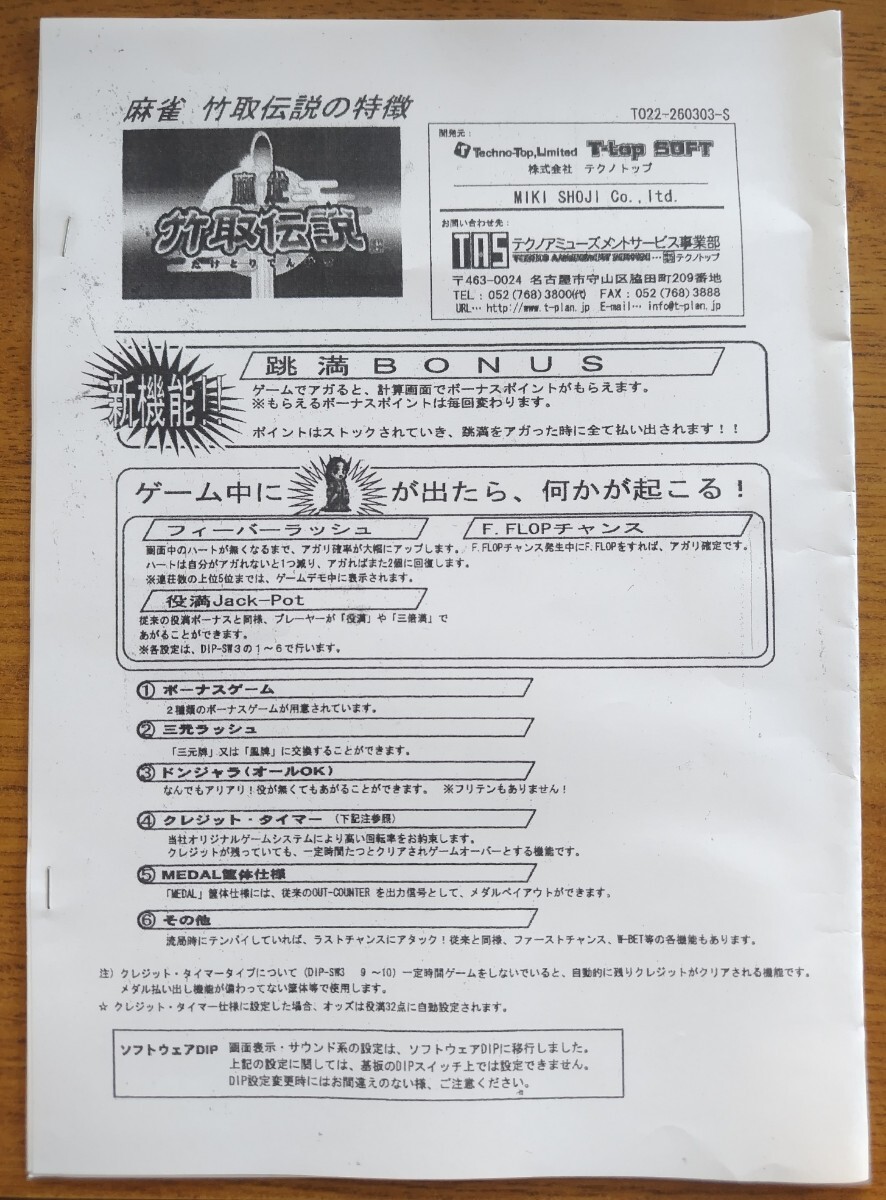 麻雀 竹取伝説の特徴
T022-260303-S
麻雀
竹取伝説
たけとりでんせつ
開発元：
Techno-Top,Limited T-top SOFT
株式会社 テクノトップ
MIKI SHOJI Co.,ltd.
お問い合わせ先：
TAS テクノアミューズメントサービス事業部
テクノトップ
〒463-0024 名古屋市守山区脇田町209番地
TEL：052(768)3800(代) FAX：052(768)3888
URL… http://www.t-plan.jp E-mail… info@t-plan.jp
新機能!!
跳満BONUS
ゲームでアガると、計算画面でボーナスポイントがもらえます。
※もらえるボーナスポイントは毎回変わります。
ポイントはストックされていき、跳満をアガった時に全て払い出されます！！
ゲーム中に が出たら、何かが起こる！
フィーバーラッシュ
画面中のハートが無くなるまで、アガリ確率が大幅にアップします。
ハートは自分がアガれないと1つ減り、アガればまた2個に回復します。
※連荘数の上位5位までは、ゲームデモ中に表示されます。
F.FLOPチャンス
F.FLOPチャンス発生中にF.FLOPをすれば、アガリ確定です。
役満Jack-Pot
従来の役満ボーナスと同様、プレーヤーが「役満」や「三倍満」で
あがることができます。
※各設定は、DIP-SW3の1～6で行います。
① ボーナスゲーム
２種類のボーナスゲームが用意されています。
② 三元ラッシュ
「三元牌」又は「風牌」に交換することができます。
③ ドンジャラ(オールOK)
なんでもアリアリ！役が無くてもあがることができます。 ※フリテンもありません！
④ クレジット・タイマー (下記注参照)
当社オリジナルゲームシステムにより高い回転率をお約束します。
クレジットが残っていても、一定時間たつとクリアされゲームオーバーとする機能です。
⑤ MEDAL筐体仕様
「MEDAL」筐体仕様には、従来のOUT-COUNTERを出力信号として、メダルペイアウトができます。
⑥ その他
流局時にテンパイしていれば、ラストチャンスにアタック！従来と同様、ファーストチャンス、W-BET等の各機能もあります。
注) クレジット・タイマータイプについて (DIP-SW3 9～10) 一定時間ゲームをしないでいると、自動的に残りクレジットがクリアされる機能です。
メダル払い出し機能が備わってない筐体等で使用します。
☆ クレジット・タイマー仕様に設定した場合、オッズは役満32点に自動設定されます。
ソフトウェアDIP 画面表示・サウンド系の設定は、ソフトウェアDIPに移行しました。
上記の設定に関しては、基板のDIPスイッチ上では設定できません。
DIP設定変更時にはお間違えのない様、ご注意ください。